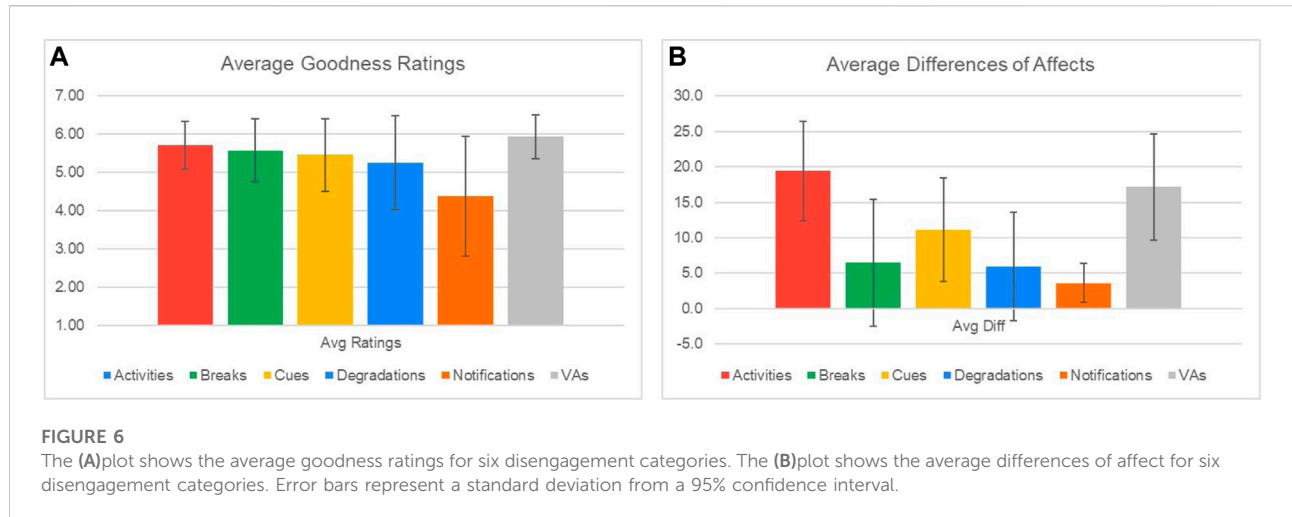 A
Average Goodness Ratings
7.00
6.00
5.00
4.00
3.00
2.00
1.00
Avg Ratings
Activities Breaks Cues Degradations Notifications VAs
B
Average Differences of Affects
30.0
25.0
20.0
15.0
10.0
5.0
0.0
-5.0
Avg Diff
Activities Breaks Cues Degradations Notifications VAs
FIGURE 6
The (A)plot shows the average goodness ratings for six disengagement categories. The (B)plot shows the average differences of affect for six
disengagement categories. Error bars represent a standard deviation from a 95% confidence interval.